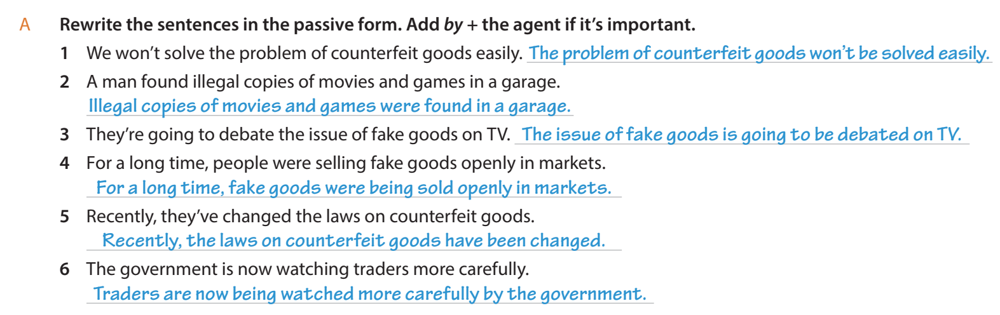 A Rewrite the sentences in the passive form. Add by + the agent if it's important.
1 We won't solve the problem of counterfeit goods easily. The problem of counterfeit goods won't be solved easily.
2 A man found illegal copies of movies and games in a garage.
Illegal copies of movies and games were found in a garage.
3 They're going to debate the issue of fake goods on TV. The issue of fake goods is going to be debated on TV.
4 For a long time, people were selling fake goods openly in markets.
For a long time, fake goods were being sold openly in markets.
5 Recently, they've changed the laws on counterfeit goods.
Recently, the laws on counterfeit goods have been changed.
6 The government is now watching traders more carefully.
Traders are now being watched more carefully by the government.